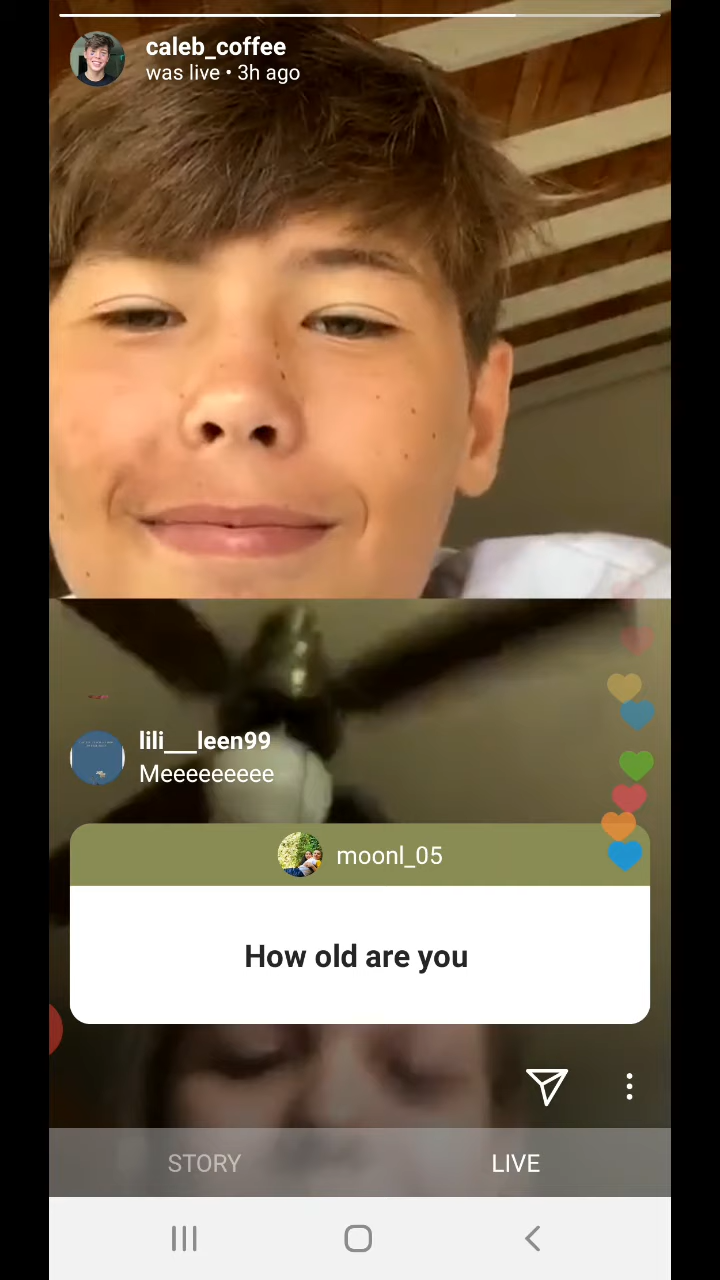 caleb_coffee
was live • 3h ago
lili___leen99
Meeeeeeeee
moonl_05
How old are you
STORY
LIVE